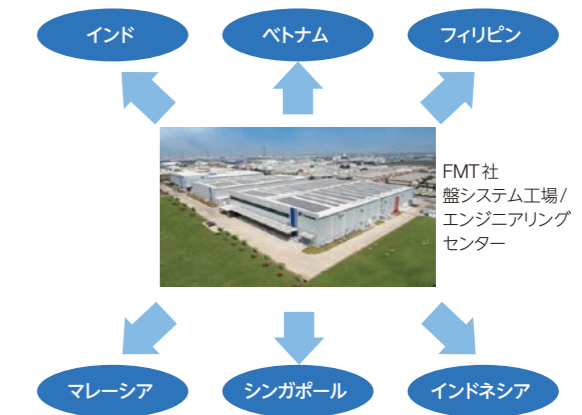 インド
ベトナム
フィリピン
FMT社
盤システム工場/
エンジニアリング
センター
マレーシア
シンガポール
インドネシア